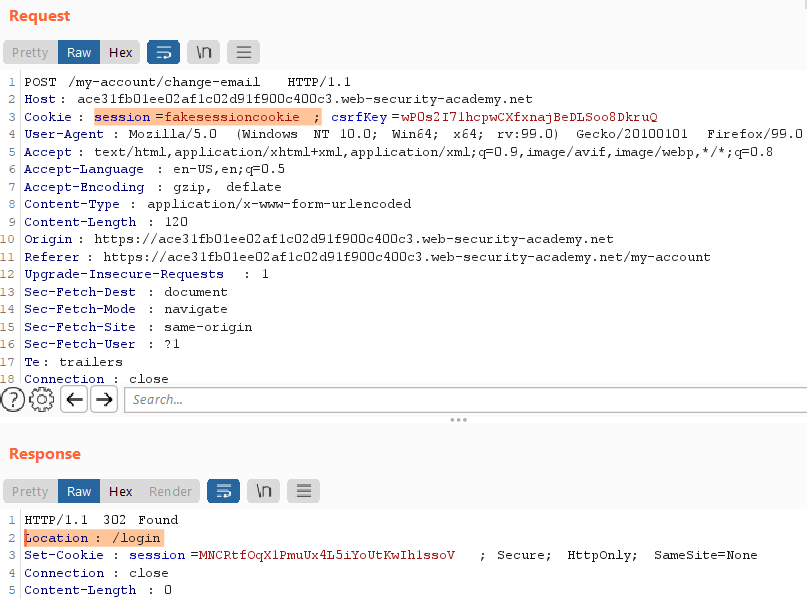 Request
Pretty Raw Hex \n
1 POST /my-account/change-email HTTP/1.1
2 Host : ace31fb01ee02af1c02d91f900c400c3.web-security-academy.net
3 Cookie : session =fakesessioncookie ; csrfKey =wPOs2I71hcpwCXfxnajBeDLSoo8DkruQ
4 User-Agent : Mozilla/5.0 (Windows NT 10.0; Win64; x64; rv:99.0) Gecko/20100101 Firefox/99.0
5 Accept : text/html,application/xhtml+xml,application/xml;q=0.9,image/avif,image/webp,*/*;q=0.8
6 Accept-Language : en-US,en;q=0.5
7 Accept-Encoding : gzip, deflate
8 Content-Type : application/x-www-form-urlencoded
9 Content-Length : 120
10 Origin : https://ace31fb01ee02af1c02d91f900c400c3.web-security-academy.net
11 Referer : https://ace31fb01ee02af1c02d91f900c400c3.web-security-academy.net/my-account
12 Upgrade-Insecure-Requests : 1
13 Sec-Fetch-Dest : document
14 Sec-Fetch-Mode : navigate
15 Sec-Fetch-Site : same-origin
16 Sec-Fetch-User : ?1
17 Te : trailers
18 Connection : close
? Search...
Response
Pretty Raw Hex Render \n
1 HTTP/1.1 302 Found
2 Location : /login
3 Set-Cookie : session =MNCRtfOqX1PmuUx4L5iYoUtKwIh1ssoV ; Secure; HttpOnly; SameSite=None
4 Connection : close
5 Content-Length : 0